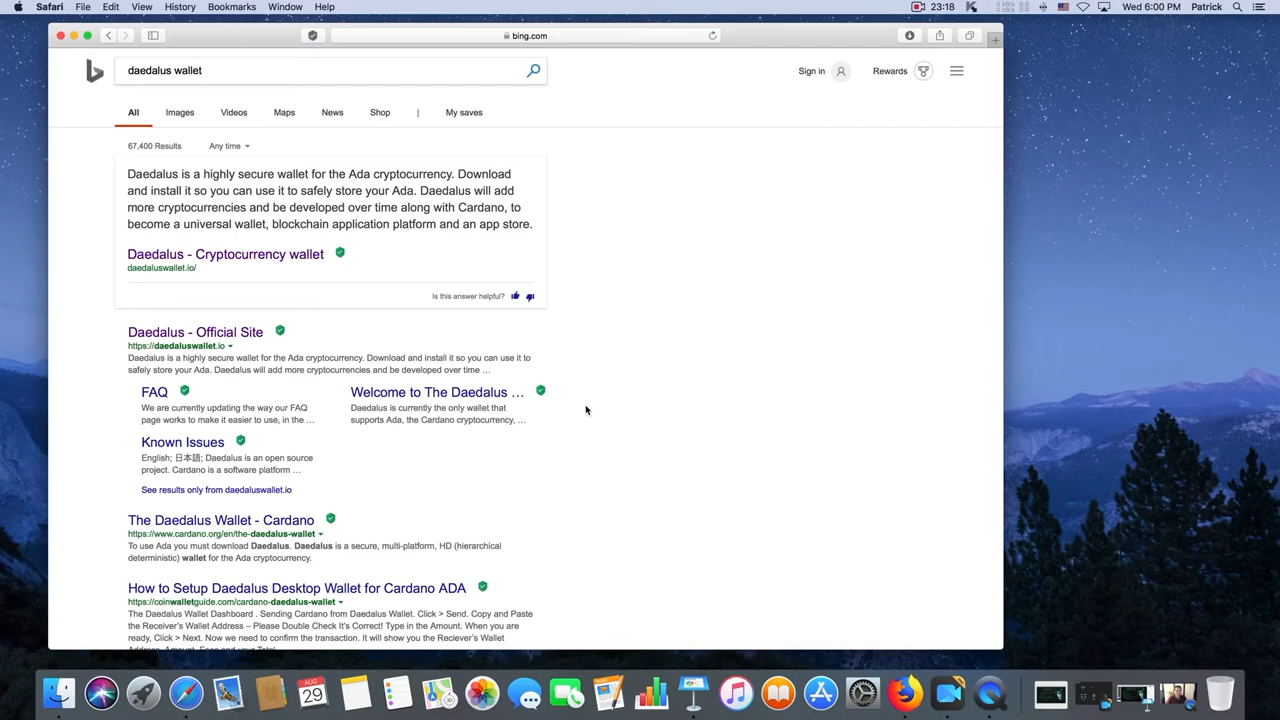 Safari File Edit View History Bookmarks Window Help
23:18 Wed 6:00 PM Patrick
bing.com
daedalus wallet
Sign in
Rewards
All Images Videos Maps News Shop | My saves
67,400 Results Any time
Daedalus is a highly secure wallet for the Ada cryptocurrency. Download
and install it so you can use it to safely store your Ada. Daedalus will add
more cryptocurrencies and be developed over time along with Cardano, to
become a universal wallet, blockchain application platform and an app store.
Daedalus - Cryptocurrency wallet
daedaluswallet.io/
Is this answer helpful?
Daedalus - Official Site
https://daedaluswallet.io
Daedalus is a highly secure wallet for the Ada cryptocurrency. Download and install it so you can use it to
safely store your Ada. Daedalus will add more cryptocurrencies and be developed over time ...
FAQ
We are currently updating the way our FAQ
page works to make it easier to use, in the ...
Welcome to The Daedalus ...
Daedalus is currently the only wallet that
supports Ada, the Cardano cryptocurrency, ...
Known Issues
English; 日本語; Daedalus is an open source
project. Cardano is a software platform ...
See results only from daedaluswallet.io
The Daedalus Wallet - Cardano
https://www.cardano.org/en/the-daedalus-wallet
To use Ada you must download Daedalus. Daedalus is a secure, multi-platform, HD (hierarchical
deterministic) wallet for the Ada cryptocurrency.
How to Setup Daedalus Desktop Wallet for Cardano ADA
https://coinwalletguide.com/cardano-daedalus-wallet
The Daedalus Wallet Dashboard . Sending Cardano from Daedalus Wallet. Click > Send. Copy and Paste
the Receiver's Wallet Address – Please Double Check It's Correct! Type in the Amount. When you are
ready, Click > Next. Now we need to confirm the transaction. It will show you the Reciever's Wallet
Address, Amount, Fees and your Total
AUG
29